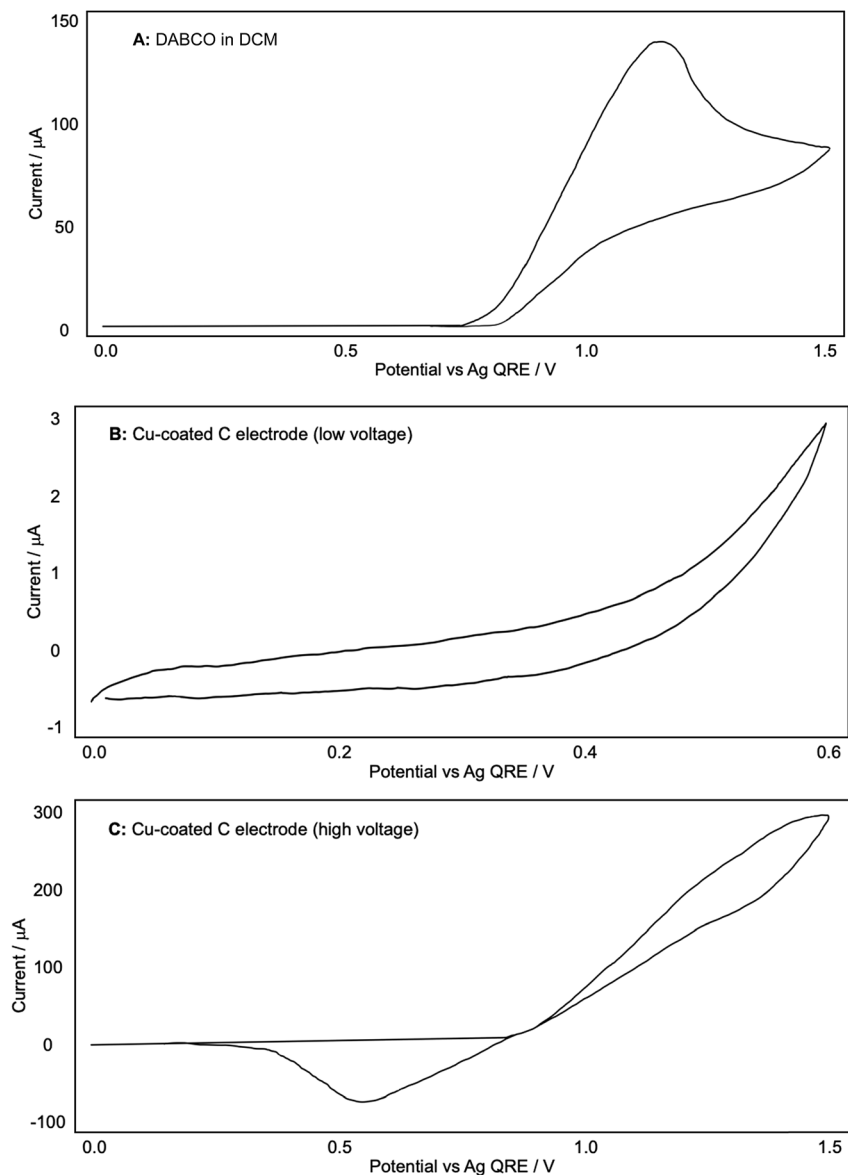 150
A: DABCO in DCM
100
50
0
Current / μA
0.0 0.5 1.0 1.5
Potential vs Ag QRE / V
3
B: Cu-coated C electrode (low voltage)
2
1
0
-1
Current / μA
0.0 0.2 0.4 0.6
Potential vs Ag QRE / V
300
C: Cu-coated C electrode (high voltage)
200
100
0
-100
Current / μA
0.0 0.5 1.0 1.5
Potential vs Ag QRE / V